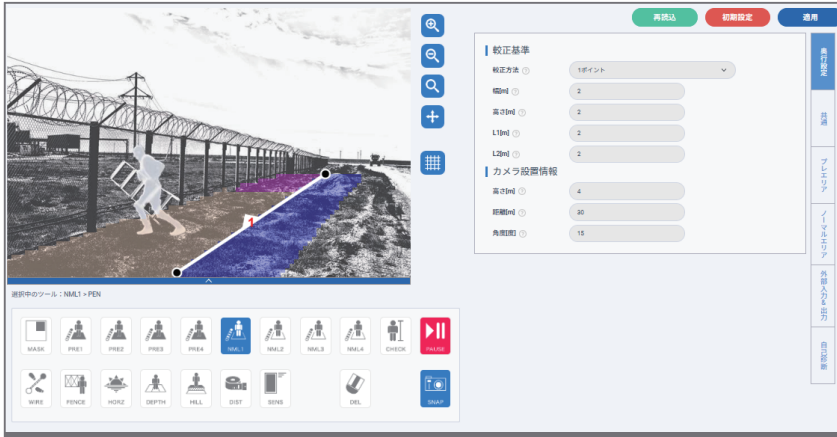 再読込
初期設定
適用
較正基準
較正方法 ?
1ポイント
幅[m] ?
2
高さ[m] ?
2
L1[m] ?
2
L2[m] ?
2
カメラ設置情報
高さ[m] ?
4
距離[m] ?
30
角度[度] ?
15
奥行設定
共通
プレエリア
ノーマルエリア
外部入力&出力
自己診断
1
選択中のツール：NML1 > PEN
MASK
PRE1
PRE2
PRE3
PRE4
NML1
NML2
NML3
NML4
CHECK
PAUSE
WIRE
FENCE
HORZ
DEPTH
HILL
DIST
SENS
DEL
SNAP